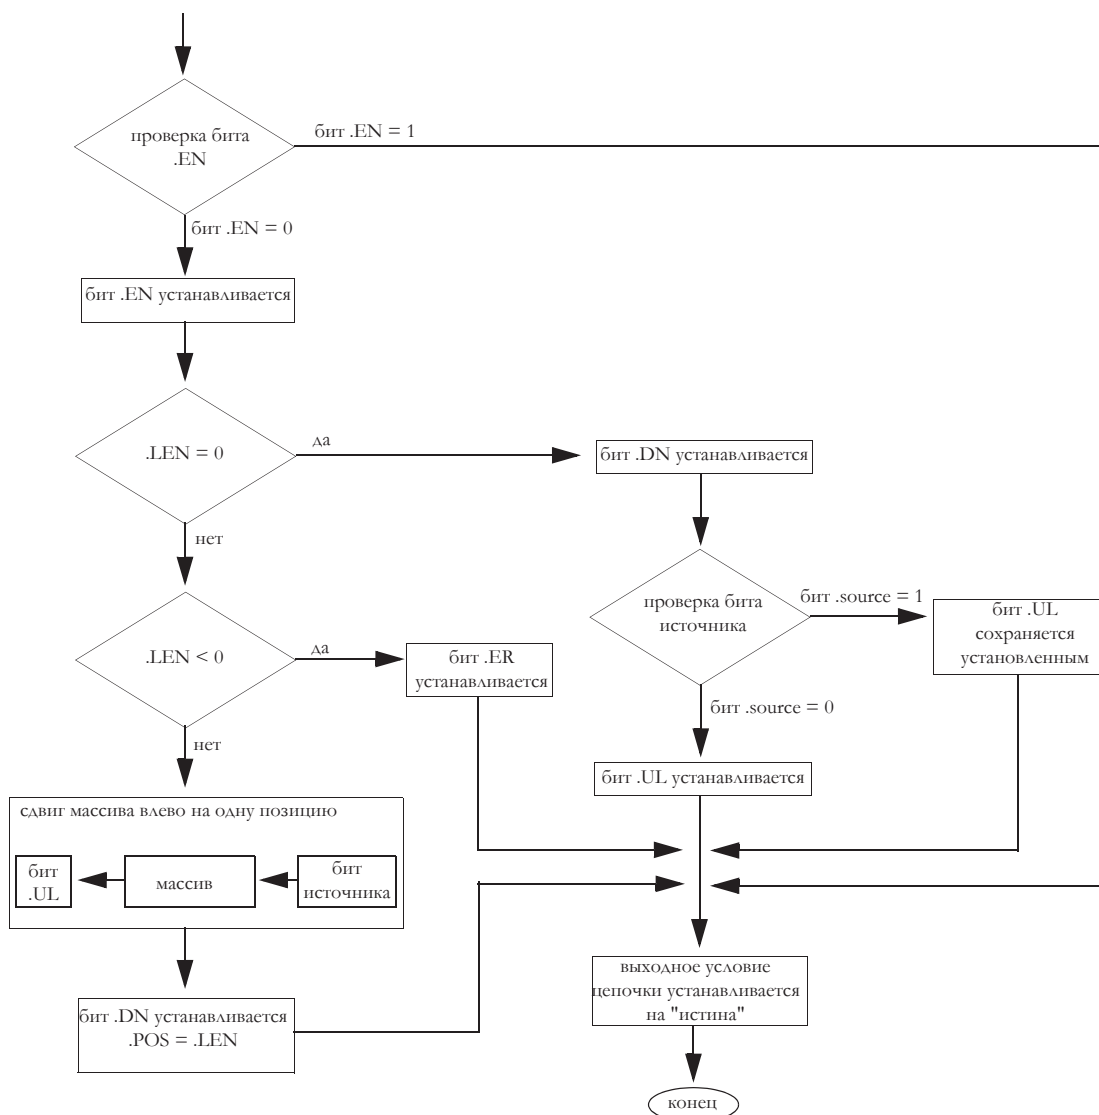 проверка бита
.EN
бит .EN = 1
бит .EN = 0
бит .EN устанавливается
.LEN = 0
да
бит .DN устанавливается
нет
проверка бита
источника
бит .source = 1
бит .UL
сохраняется
установленным
.LEN < 0
да
бит .ER
устанавливается
бит .source = 0
нет
бит .UL устанавливается
сдвиг массива влево на одну позицию
бит
.UL
массив
бит
источника
выходное условие
цепочки устанавливается
на "истина"
бит .DN устанавливается
.POS = .LEN
конец